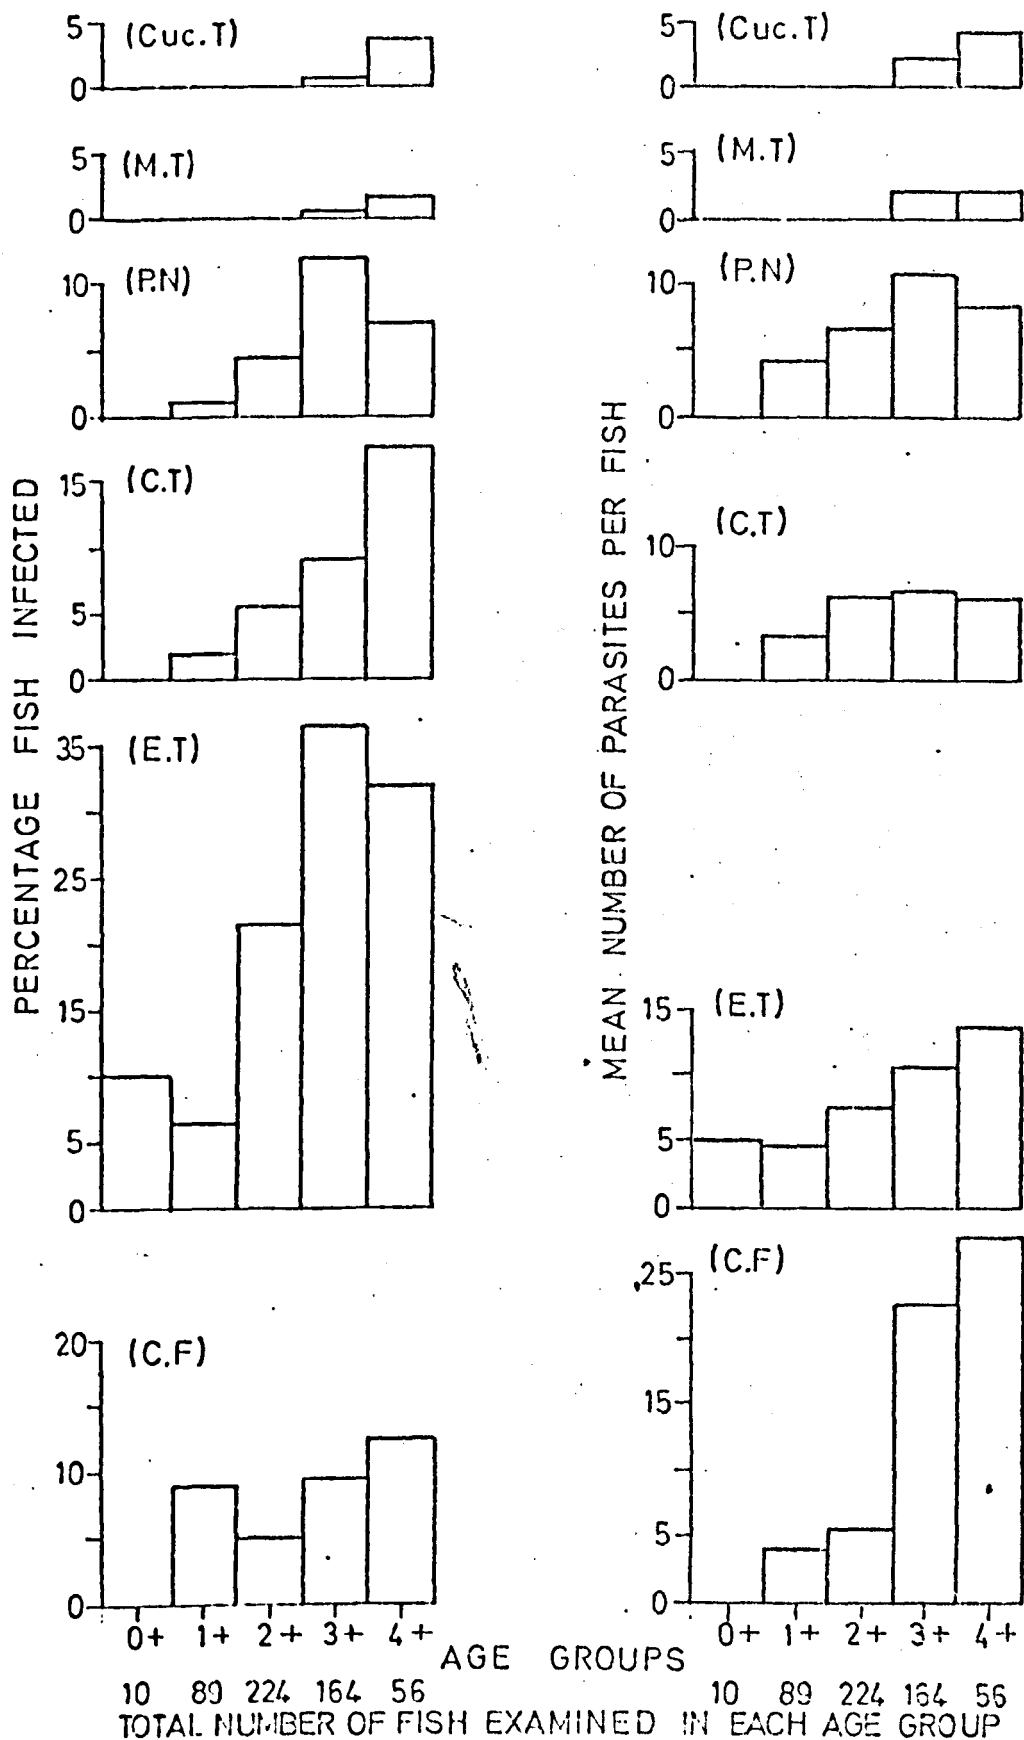 5 (Cuc.T)
0
5 (M.T)
0
10 (P.N)
0
15 (C.T)
5
0
35 (E.T)
25
15
5
0
20 (C.F)
10
0
PERCENTAGE FISH INFECTED
5 (Cuc.T)
0
5 (M.T)
0
10 (P.N)
0
(C.T)
10
0
15 (E.T)
5
0
25 (C.F)
15
5
0
MEAN NUMBER OF PARASITES PER FISH
0+ 1+ 2+ 3+ 4+ 0+ 1+ 2+ 3+ 4+
AGE GROUPS
10 89 224 164 56 10 89 224 164 56
TOTAL NUMBER OF FISH EXAMINED IN EACH AGE GROUP